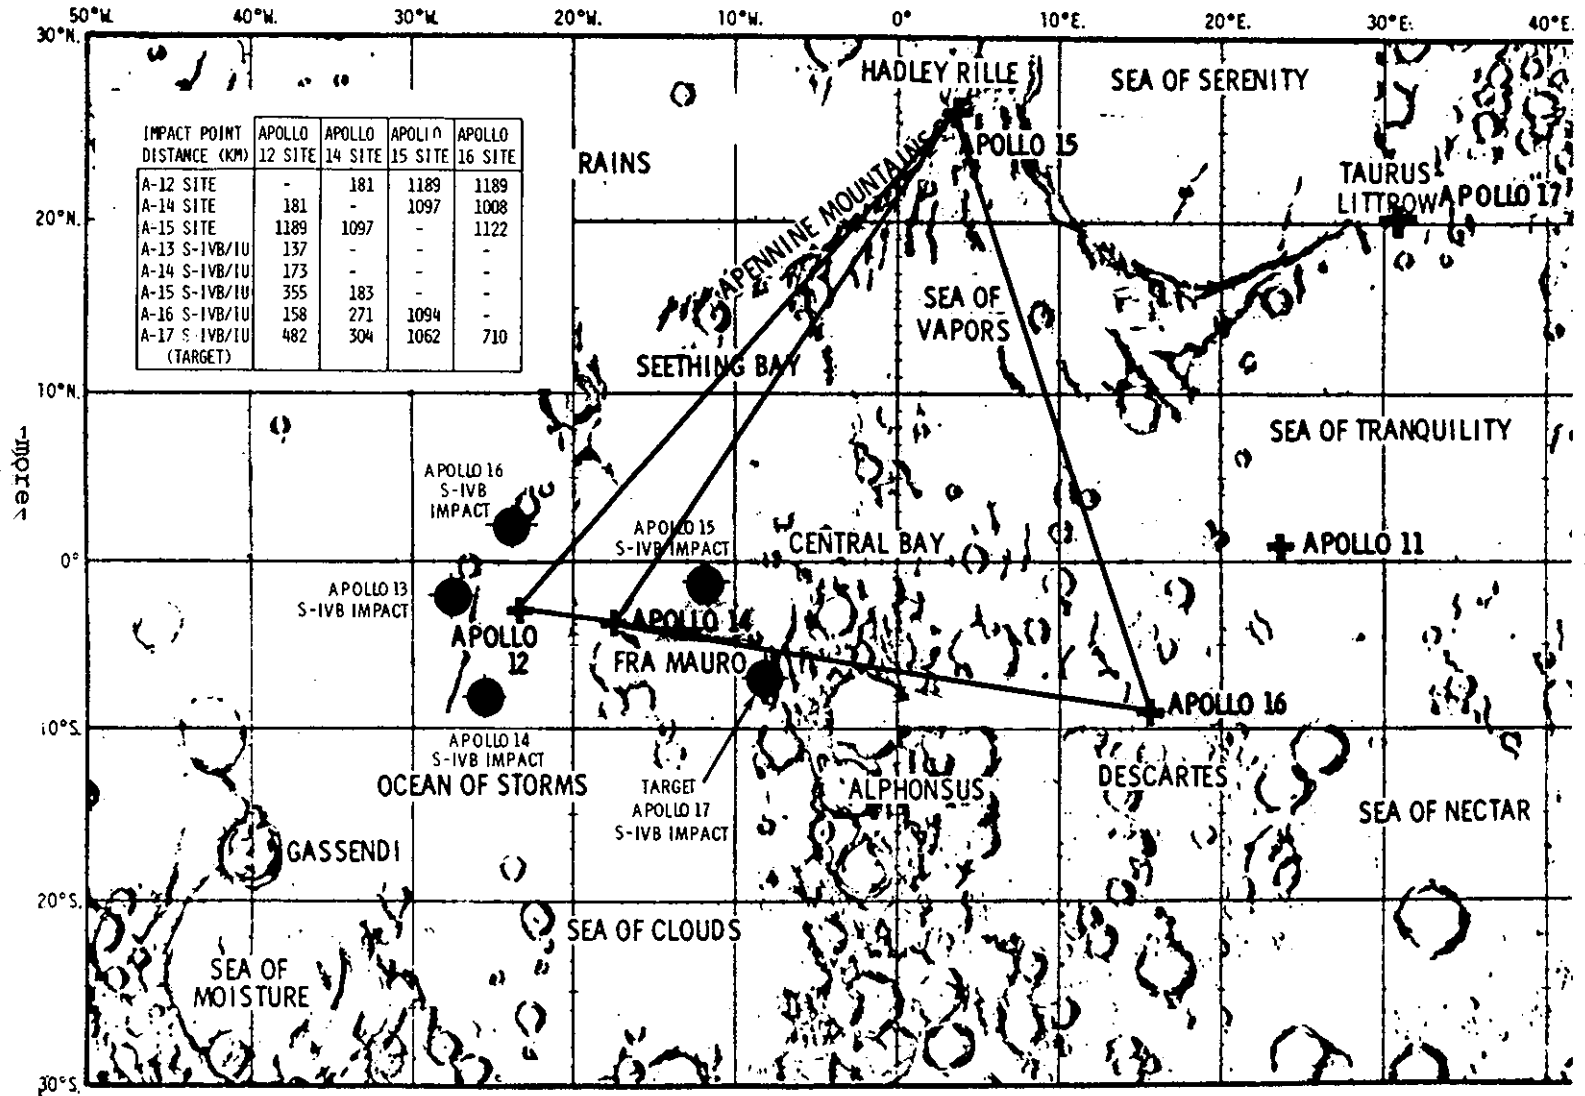 50°W. 40°W. 30°W. 20°W. 10°W. 0° 10°E. 20°E. 30°E. 40°E.
30°N.
HADLEY RILLE
SEA OF SERENITY
IMPACT POINT DISTANCE (KM) APOLLO 12 SITE APOLLO 14 SITE APOLLO 15 SITE APOLLO 16 SITE
A-12 SITE - 181 1189 1189
A-14 SITE 181 - 1097 1008
A-15 SITE 1189 1097 - 1122
A-13 S-IVB/IU 137 - - -
A-14 S-IVB/IU 173 - - -
A-15 S-IVB/IU 355 183 - -
A-16 S-IVB/IU 158 271 1094 -
A-17 S-IVB/IU 482 304 1062 710
(TARGET)
RAINS
APENNINE MOUNTAINS
POLLO 15
TAURUS
LITTROW
APOLLO 17
20°N.
SEA OF
VAPORS
SEETHING BAY
10°N.
SEA OF TRANQUILITY
-more-
APOLLO 16
S-IVB
IMPACT
APOLLO 15
S-IVB IMPACT
CENTRAL BAY
APOLLO 11
0°
APOLLO 13
S-IVB IMPACT
APOLLO
12
APOLLO 14
FRA MAURO
APOLLO 16
10°S.
APOLLO 14
S-IVB IMPACT
OCEAN OF STORMS
TARGET
APOLLO 17
S-IVB IMPACT
ALPHONSUS
DESCARTES
SEA OF NECTAR
GASSENDI
20°S.
SEA OF CLOUDS
SEA OF
MOISTURE
30°S.